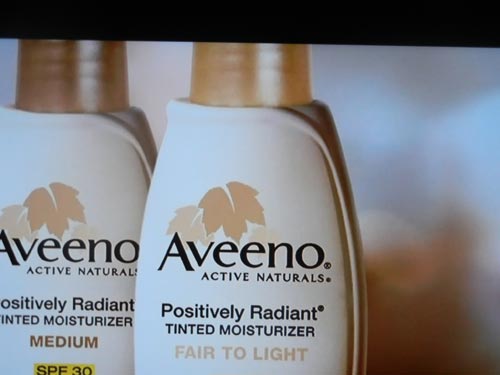 Aveeno
ACTIVE NATURALS
ositively Radiant
INTED MOISTURIZER
MEDIUM
SPF 30
Aveeno®
ACTIVE NATURALS®
Positively Radiant®
TINTED MOISTURIZER
FAIR TO LIGHT